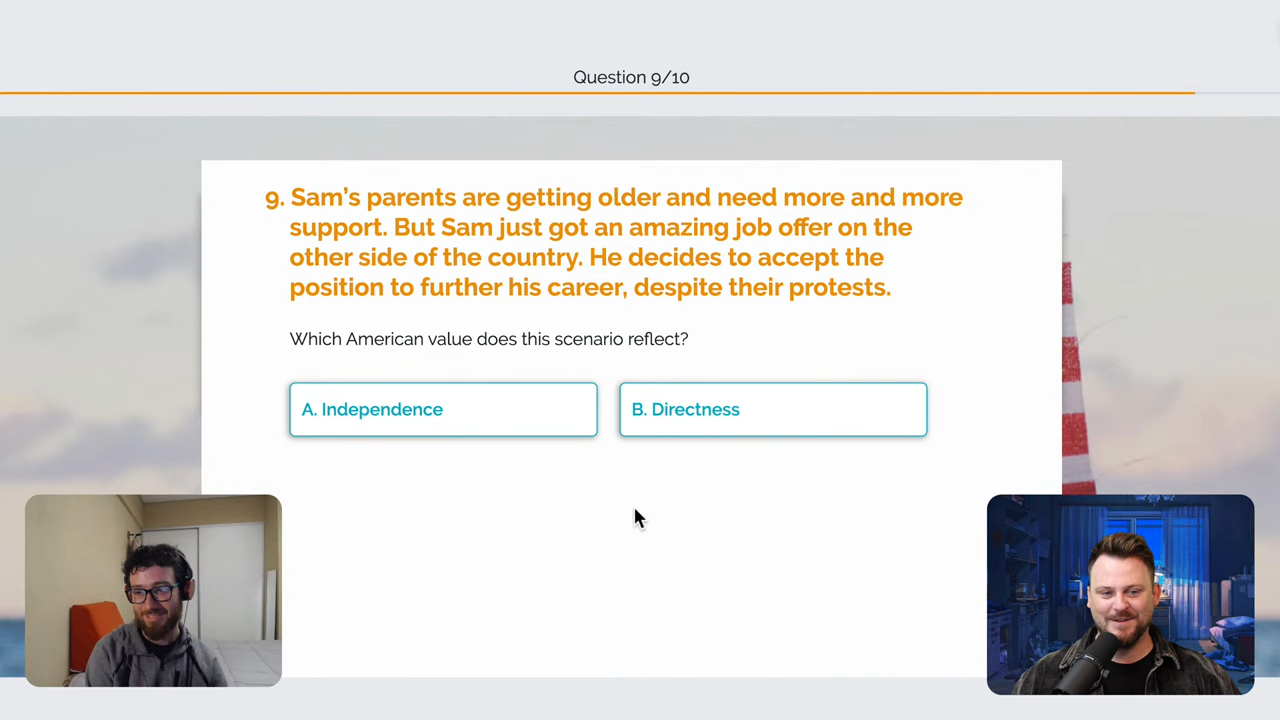 Question 9/10
9. Sam's parents are getting older and need more and more
support. But Sam just got an amazing job offer on the
other side of the country. He decides to accept the
position to further his career, despite their protests.
Which American value does this scenario reflect?
A. Independence
B. Directness